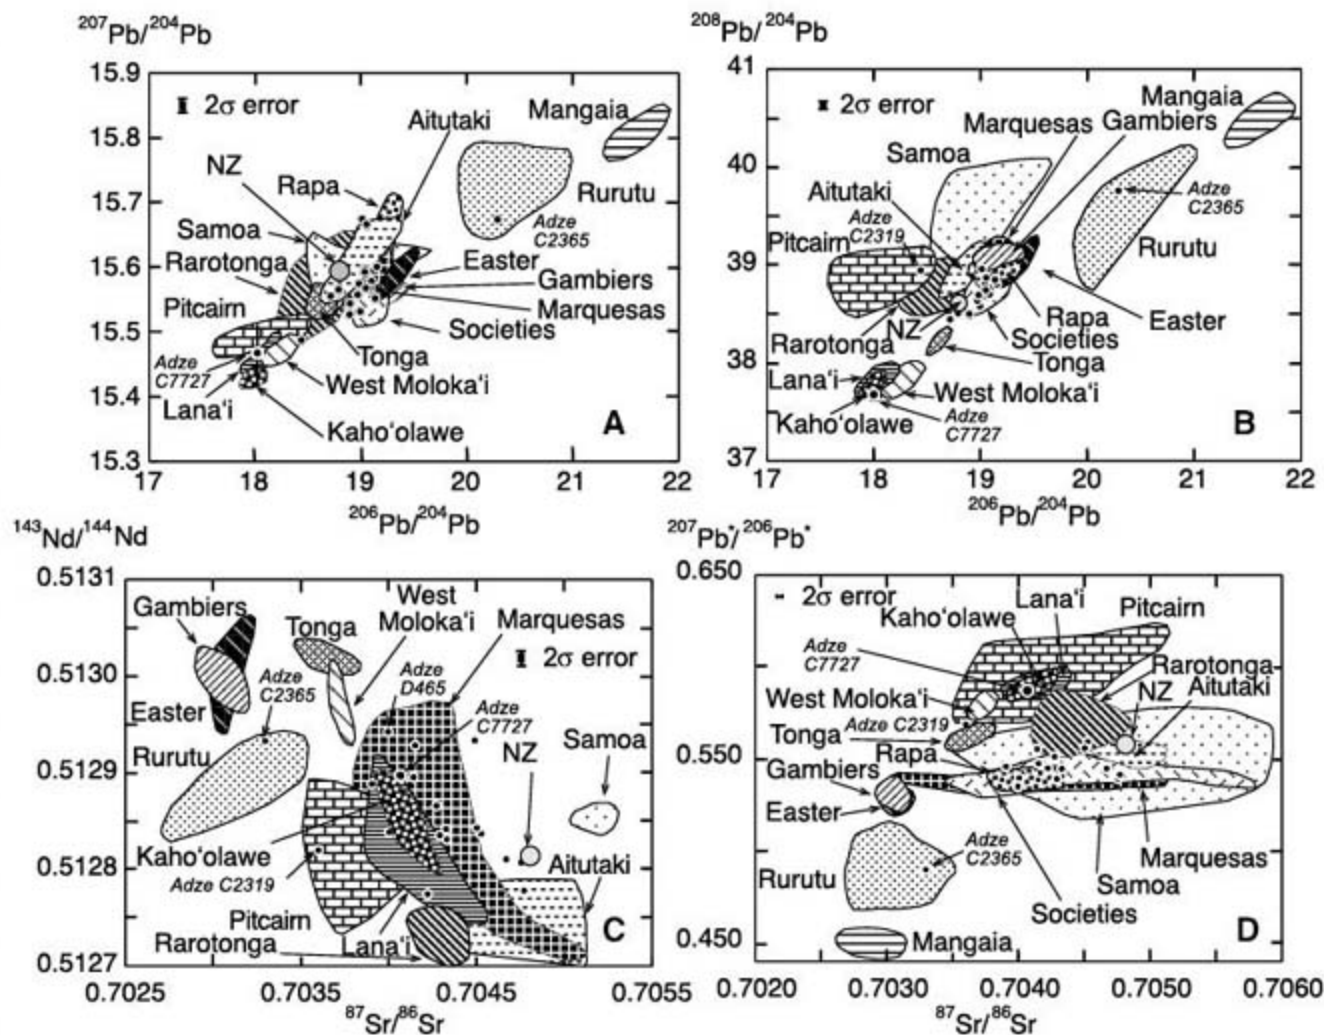 ²⁰⁷Pb/²⁰⁴Pb
15.9
15.8
15.7
15.6
15.5
15.4
15.3
2σ error
Mangaia
Aitutaki
NZ
Rapa
Rurutu
Adze
C2365
Samoa
Rarotonga
Easter
Gambiers
Pitcairn
Marquesas
Societies
Adze
C7727
Tonga
West Moloka‘i
Lana‘i
Kaho‘olawe
A
17 18 19 20 21 22
²⁰⁶Pb/²⁰⁴Pb
²⁰⁸Pb/²⁰⁴Pb
41
40
39
38
37
2σ error
Mangaia
Marquesas Gambiers
Samoa
Aitutaki
Adze
C2319
Adze
C2365
Pitcairn
Rurutu
Rapa
Easter
NZ
Rarotonga
Societies
Tonga
Lana‘i
West Moloka‘i
Kaho‘olawe
Adze
C7727
B
17 18 19 20 21 22
²⁰⁶Pb/²⁰⁴Pb
¹⁴³Nd/¹⁴⁴Nd
0.5131
0.5130
0.5129
0.5128
0.5127
Gambiers
West
Moloka‘i
Marquesas
Tonga
2σ error
Adze
C2365
Adze
D465
Adze
C7727
Easter
NZ
Samoa
Rurutu
Kaho‘olawe
Adze C2319
Aitutaki
Pitcairn
Rarotonga
Lana‘i
C
0.7025 0.7035 0.7045 0.7055
⁸⁷Sr/⁸⁶Sr
²⁰⁷Pb*/²⁰⁶Pb*
0.650
0.550
0.450
2σ error
Lana‘i
Kaho‘olawe
Pitcairn
Adze
C7727
Rarotonga
NZ
Aitutaki
West Moloka‘i
Tonga
Adze C2319
Rapa
Gambiers
Easter
Adze
C2365
Marquesas
Rurutu
Samoa
Societies
Mangaia
D
0.7020 0.7030 0.7040 0.7050 0.7060
⁸⁷Sr/⁸⁶Sr